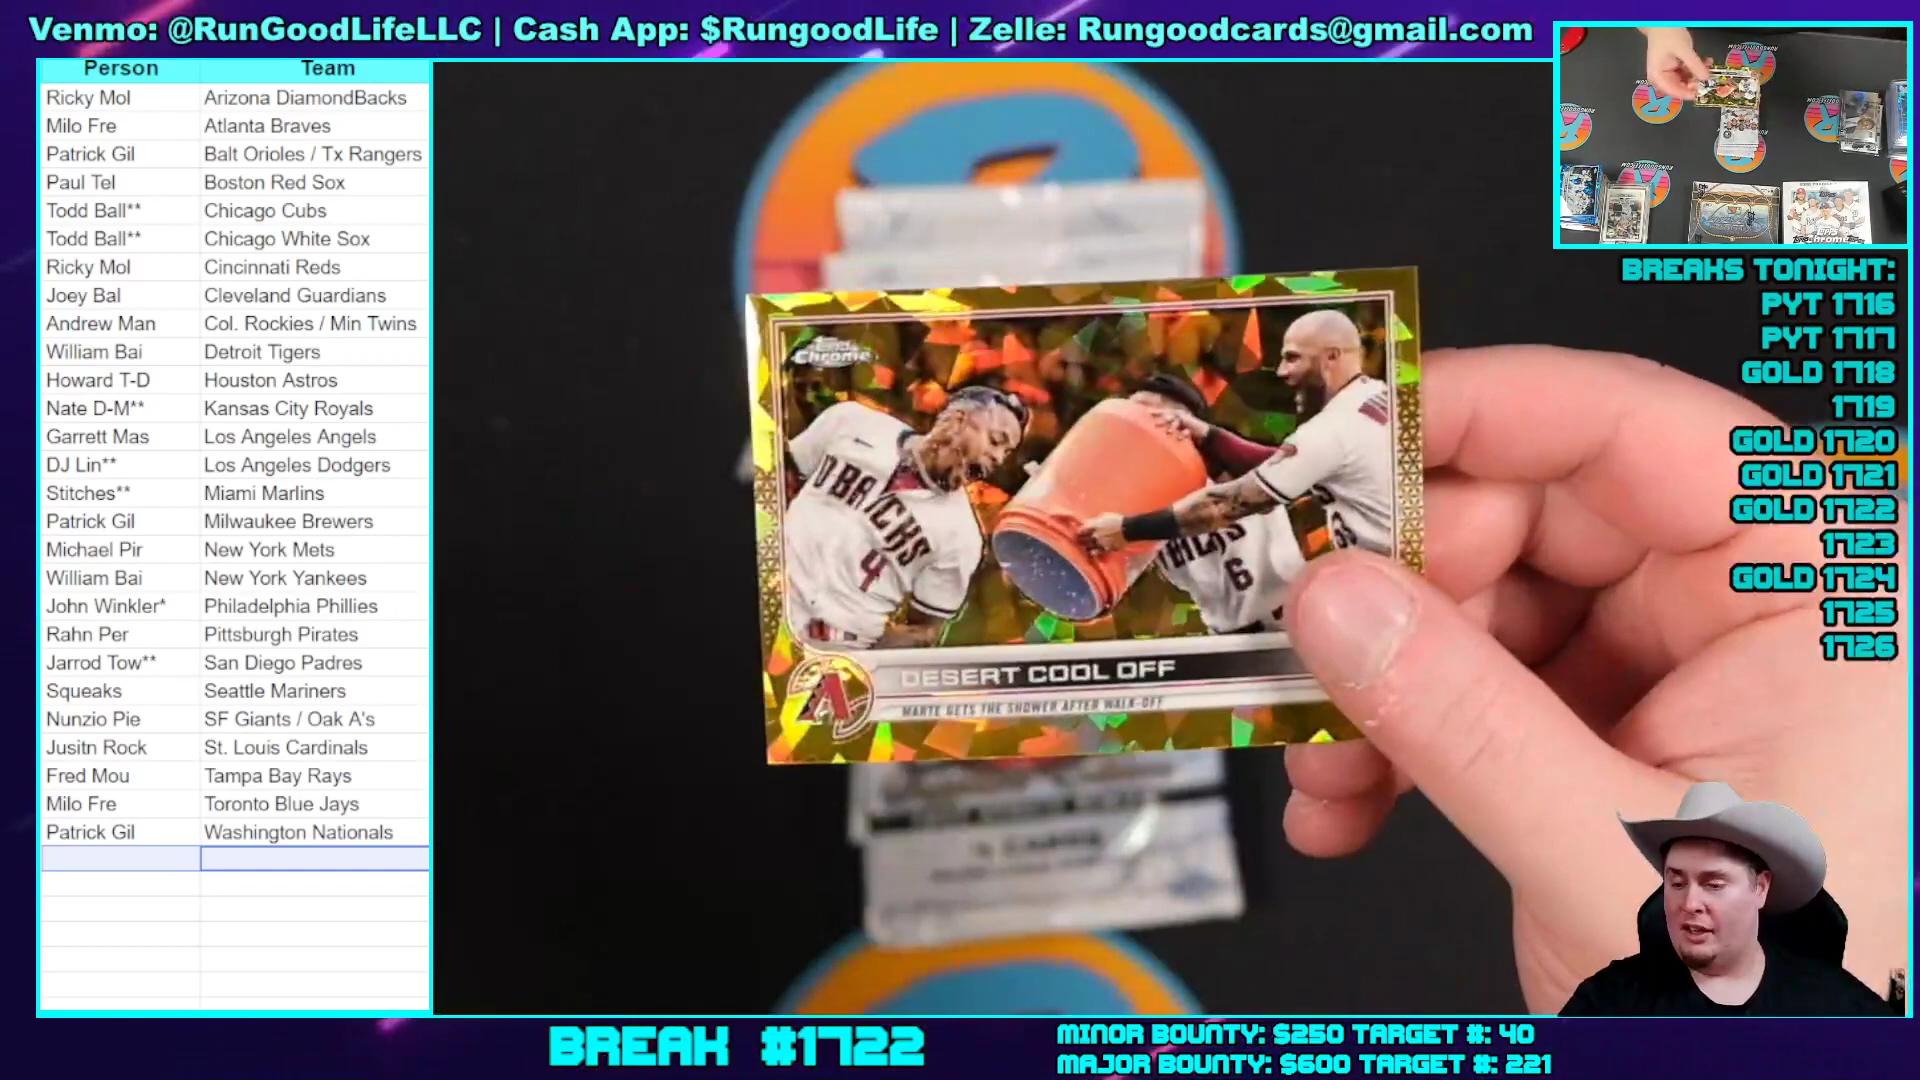 Venmo: @RunGoodLifeLLC | Cash App: $RungoodLife | Zelle: Rungoodcards@gmail.com
Person Team
Ricky Mol Arizona DiamondBacks
Milo Fre Atlanta Braves
Patrick Gil Balt Orioles / Tx Rangers
Paul Tel Boston Red Sox
Todd Ball** Chicago Cubs
Todd Ball** Chicago White Sox
Ricky Mol Cincinnati Reds
Joey Bal Cleveland Guardians
Andrew Man Col. Rockies / Min Twins
William Bai Detroit Tigers
Howard T-D Houston Astros
Nate D-M** Kansas City Royals
Garrett Mas Los Angeles Angels
DJ Lin** Los Angeles Dodgers
Stitches** Miami Marlins
Patrick Gil Milwaukee Brewers
Michael Pir New York Mets
William Bai New York Yankees
John Winkler* Philadelphia Phillies
Rahn Per Pittsburgh Pirates
Jarrod Tow** San Diego Padres
Squeaks Seattle Mariners
Nunzio Pie SF Giants / Oak A's
Jusitn Rock St. Louis Cardinals
Fred Mou Tampa Bay Rays
Milo Fre Toronto Blue Jays
Patrick Gil Washington Nationals
Topps Chrome
D-BACKS
4
6
33
A
DESERT COOL OFF
MARTE GETS THE SHOWER AFTER WALK-OFF
BREAKS TONIGHT:
PYT 1716
PYT 1717
GOLD 1718
1719
GOLD 1720
GOLD 1721
GOLD 1722
1723
GOLD 1724
1725
1726
BREAK #1722
MINOR BOUNTY: $250 TARGET #: 40
MAJOR BOUNTY: $600 TARGET #: 221